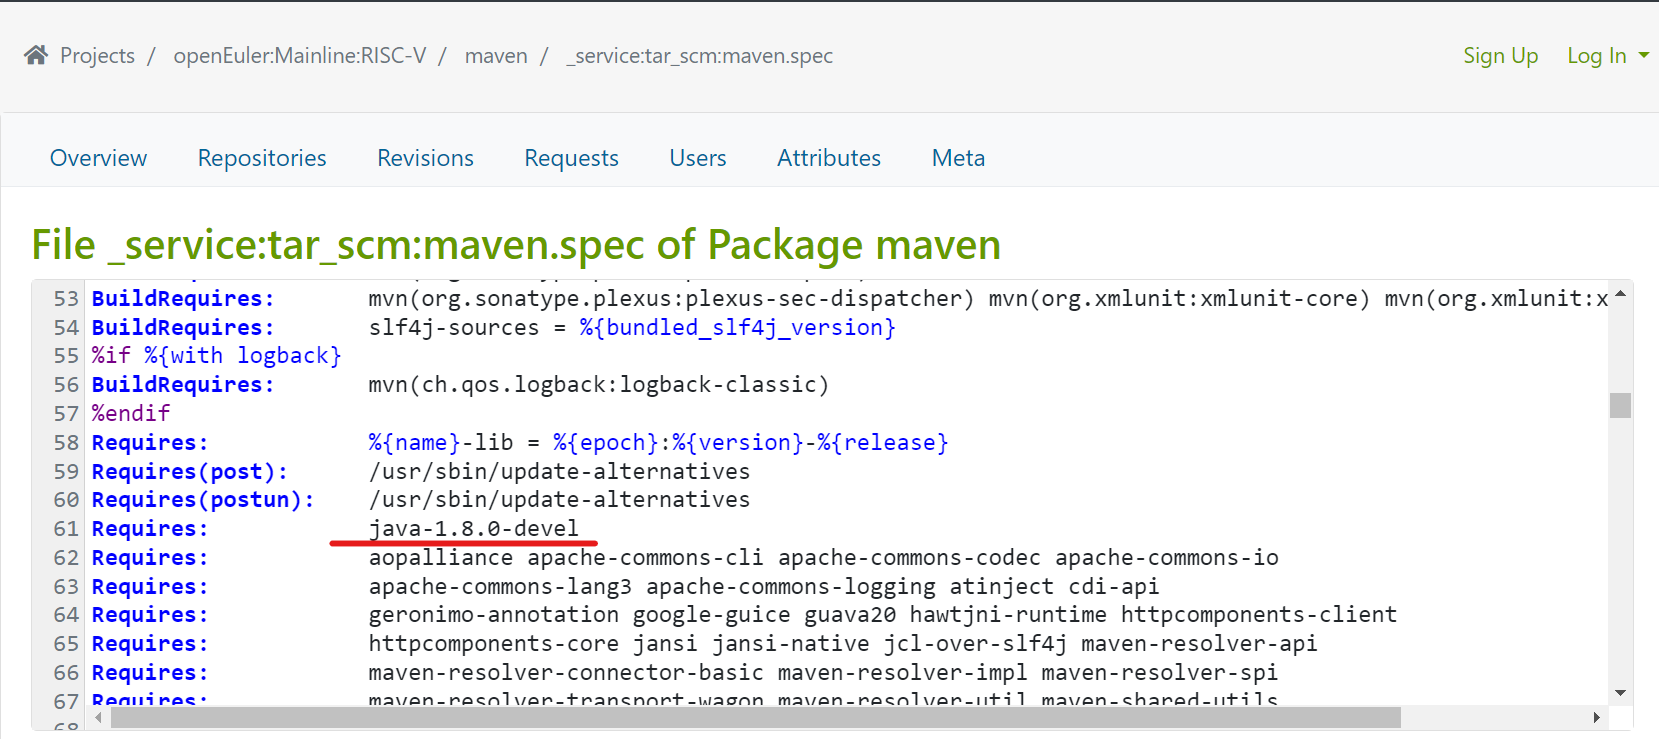 Projects / openEuler:Mainline:RISC-V / maven / _service:tar_scm:maven.spec
Sign Up Log In
Overview Repositories Revisions Requests Users Attributes Meta
File _service:tar_scm:maven.spec of Package maven
53 BuildRequires: mvn(org.sonatype.plexus:plexus-sec-dispatcher) mvn(org.xmlunit:xmlunit-core) mvn(org.xmlunit:x
54 BuildRequires: slf4j-sources = %{bundled_slf4j_version}
55 %if %{with logback}
56 BuildRequires: mvn(ch.qos.logback:logback-classic)
57 %endif
58 Requires: %{name}-lib = %{epoch}:%{version}-%{release}
59 Requires(post): /usr/sbin/update-alternatives
60 Requires(postun): /usr/sbin/update-alternatives
61 Requires: java-1.8.0-devel
62 Requires: aopalliance apache-commons-cli apache-commons-codec apache-commons-io
63 Requires: apache-commons-lang3 apache-commons-logging atinject cdi-api
64 Requires: geronimo-annotation google-guice guava20 hawtjni-runtime httpcomponents-client
65 Requires: httpcomponents-core jansi jansi-native jcl-over-slf4j maven-resolver-api
66 Requires: maven-resolver-connector-basic maven-resolver-impl maven-resolver-spi
67 Requires: maven-resolver-transport-wagon maven-resolver-util maven-shared-utils
68